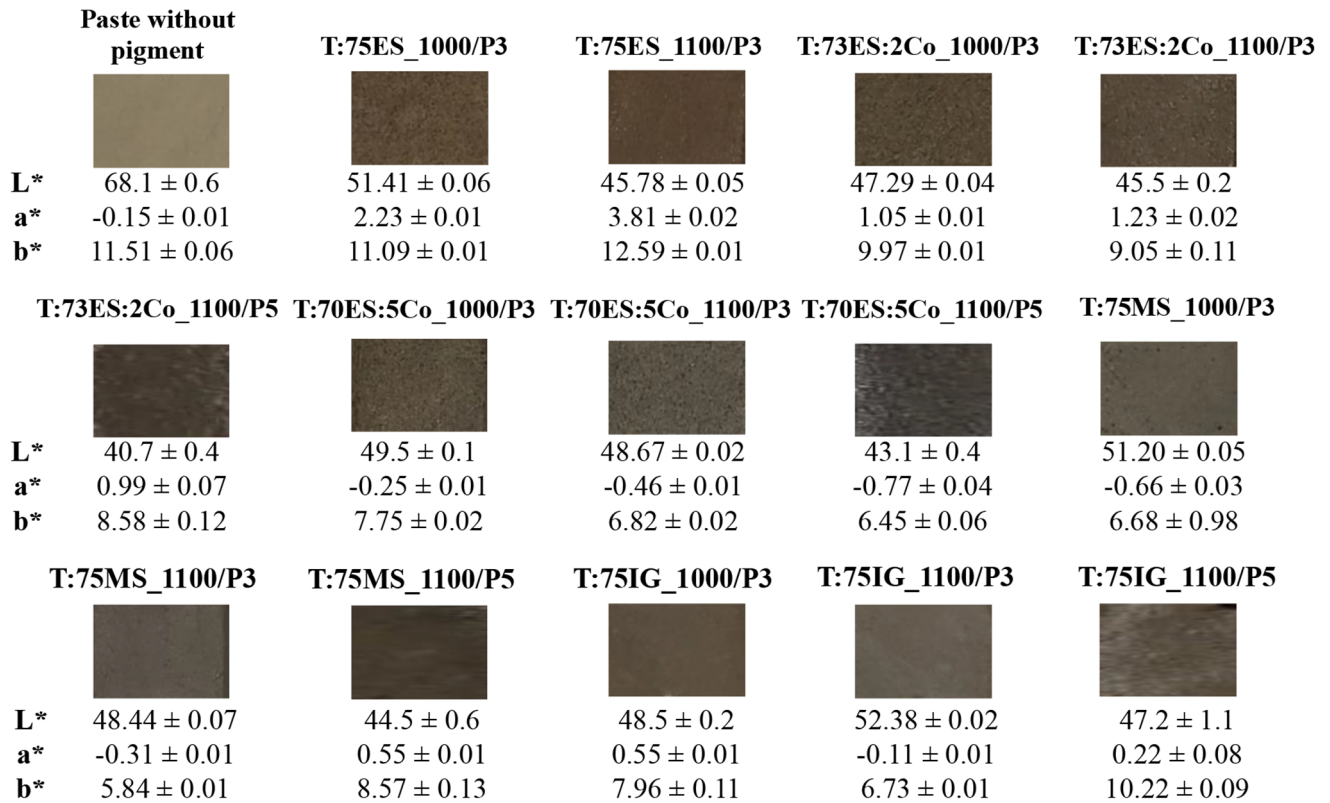 Paste without
pigment
T:75ES_1000/P3
T:75ES_1100/P3
T:73ES:2Co_1000/P3
T:73ES:2Co_1100/P3
L* 68.1 ± 0.6 51.41 ± 0.06 45.78 ± 0.05 47.29 ± 0.04 45.5 ± 0.2
a* -0.15 ± 0.01 2.23 ± 0.01 3.81 ± 0.02 1.05 ± 0.01 1.23 ± 0.02
b* 11.51 ± 0.06 11.09 ± 0.01 12.59 ± 0.01 9.97 ± 0.01 9.05 ± 0.11
T:73ES:2Co_1100/P5 T:70ES:5Co_1000/P3 T:70ES:5Co_1100/P3 T:70ES:5Co_1100/P5 T:75MS_1000/P3
L* 40.7 ± 0.4 49.5 ± 0.1 48.67 ± 0.02 43.1 ± 0.4 51.20 ± 0.05
a* 0.99 ± 0.07 -0.25 ± 0.01 -0.46 ± 0.01 -0.77 ± 0.04 -0.66 ± 0.03
b* 8.58 ± 0.12 7.75 ± 0.02 6.82 ± 0.02 6.45 ± 0.06 6.68 ± 0.98
T:75MS_1100/P3 T:75MS_1100/P5 T:75IG_1000/P3 T:75IG_1100/P3 T:75IG_1100/P5
L* 48.44 ± 0.07 44.5 ± 0.6 48.5 ± 0.2 52.38 ± 0.02 47.2 ± 1.1
a* -0.31 ± 0.01 0.55 ± 0.01 0.55 ± 0.01 -0.11 ± 0.01 0.22 ± 0.08
b* 5.84 ± 0.01 8.57 ± 0.13 7.96 ± 0.11 6.73 ± 0.01 10.22 ± 0.09